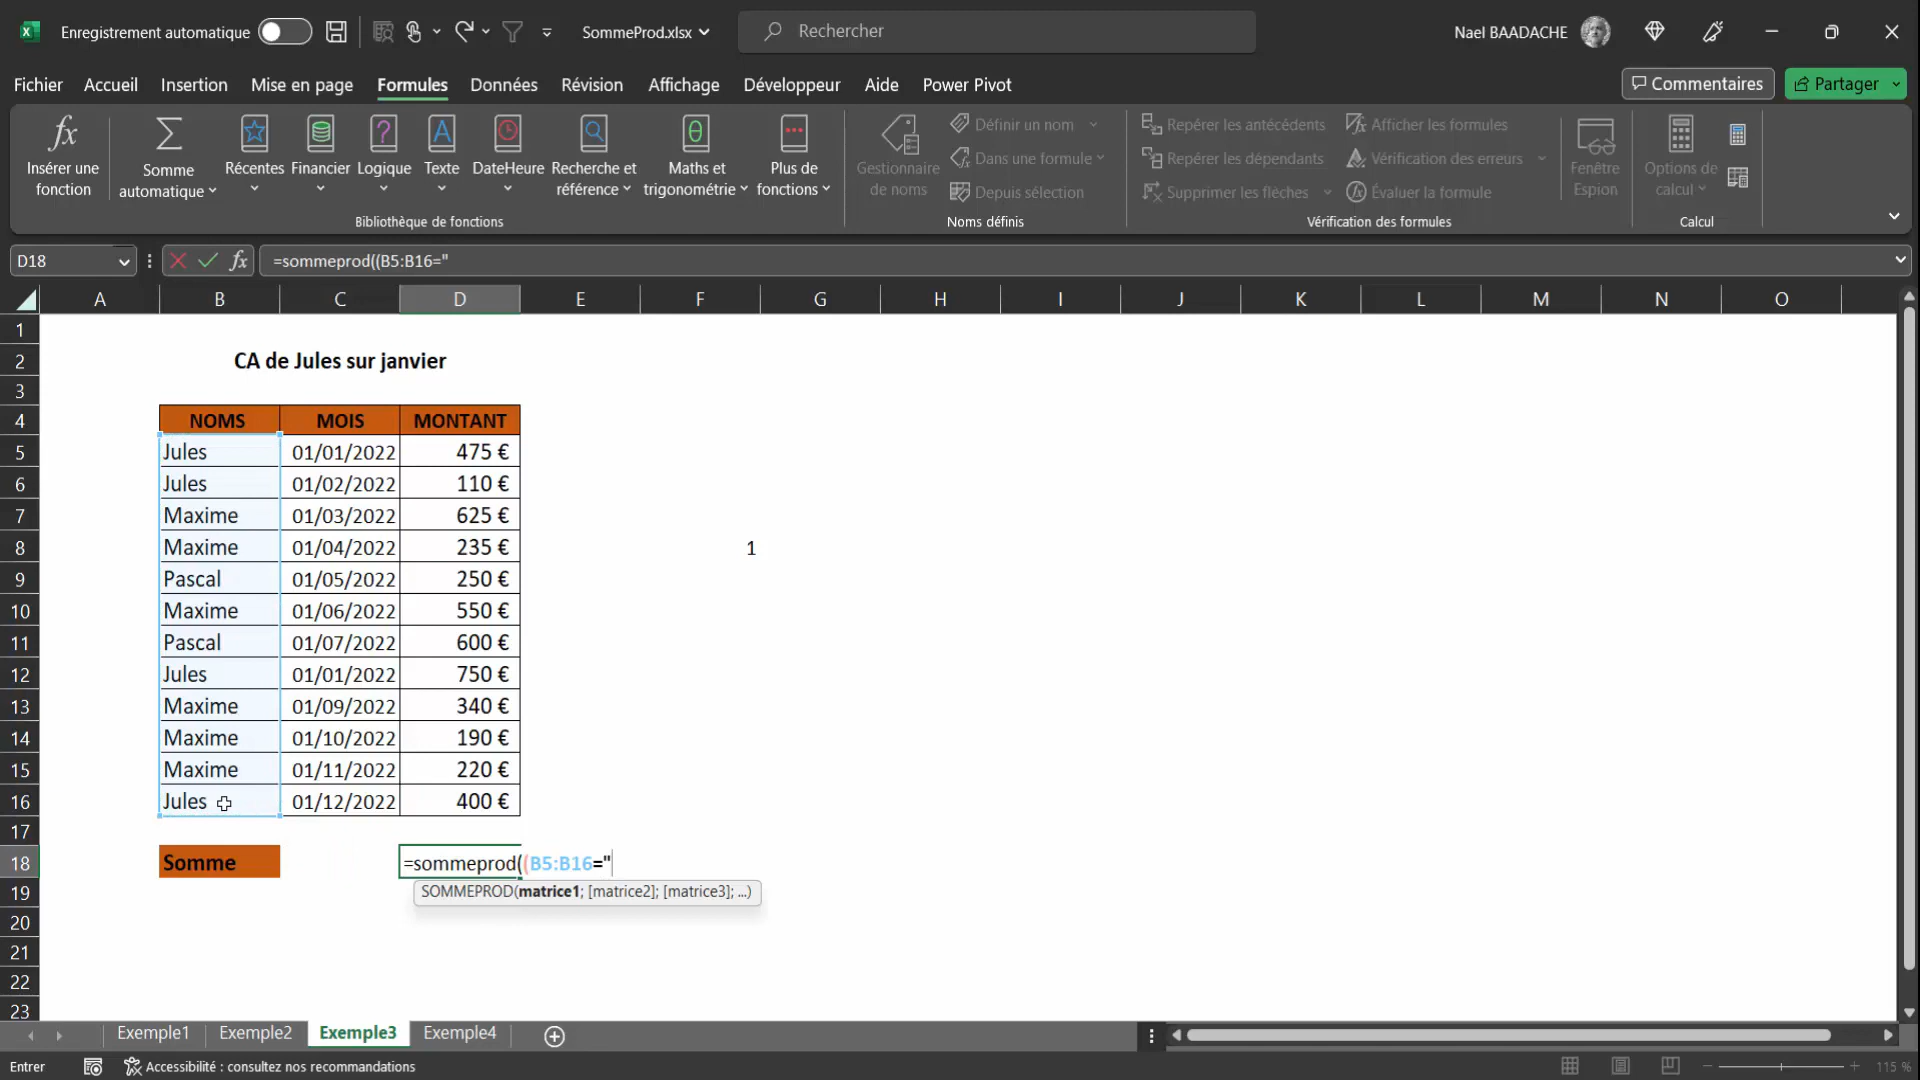 Enregistrement automatique
SommeProd.xlsx
Rechercher
Nael BAADACHE
Fichier Accueil Insertion Mise en page Formules Données Révision Affichage Développeur Aide Power Pivot
Commentaires
Partager
Insérer une fonction
Somme automatique
Récentes
Financier
Logique
Texte
DateHeure
Recherche et référence
Maths et trigonométrie
Plus de fonctions
Bibliothèque de fonctions
Gestionnaire de noms
Définir un nom
Dans une formule
Depuis sélection
Noms définis
Repérer les antécédents
Repérer les dépendants
Supprimer les flèches
Afficher les formules
Vérification des erreurs
Évaluer la formule
Vérification des formules
Fenêtre Espion
Options de calcul
Calcul
D18
fx
=sommeprod((B5:B16="
A B C D E F G H I J K L M N O
1
2 CA de Jules sur janvier
3
4 NOMS MOIS MONTANT
5 Jules 01/01/2022 475 €
6 Jules 01/02/2022 110 €
7 Maxime 01/03/2022 625 €
8 Maxime 01/04/2022 235 € 1
9 Pascal 01/05/2022 250 €
10 Maxime 01/06/2022 550 €
11 Pascal 01/07/2022 600 €
12 Jules 01/01/2022 750 €
13 Maxime 01/09/2022 340 €
14 Maxime 01/10/2022 190 €
15 Maxime 01/11/2022 220 €
16 Jules 01/12/2022 400 €
17
18 Somme =sommeprod((B5:B16="
19 SOMMEPROD(matrice1; [matrice2]; [matrice3]; ...)
20
21
22
23
Exemple1 Exemple2 Exemple3 Exemple4
Entrer
Accessibilité : consultez nos recommandations
115 %